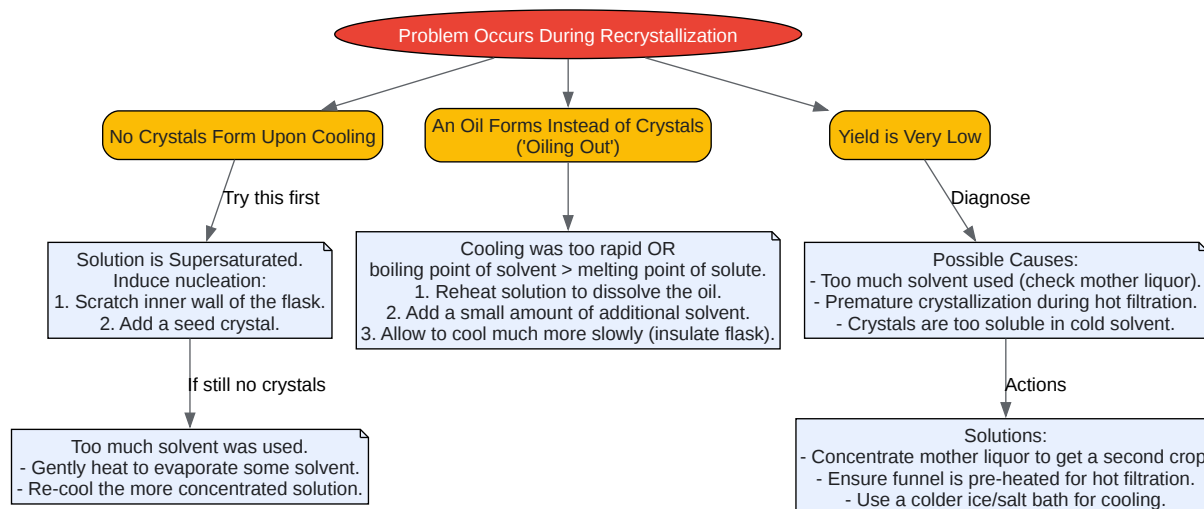 Problem Occurs During Recrystallization
No Crystals Form Upon Cooling
An Oil Forms Instead of Crystals
('Oiling Out')
Yield is Very Low
Try this first
Diagnose
Solution is Supersaturated.
Induce nucleation:
1. Scratch inner wall of the flask.
2. Add a seed crystal.
Cooling was too rapid OR
boiling point of solvent > melting point of solute.
1. Reheat solution to dissolve the oil.
2. Add a small amount of additional solvent.
3. Allow to cool much more slowly (insulate flask).
Possible Causes:
- Too much solvent used (check mother liquor).
- Premature crystallization during hot filtration.
- Crystals are too soluble in cold solvent.
If still no crystals
Actions
Too much solvent was used.
- Gently heat to evaporate some solvent.
- Re-cool the more concentrated solution.
Solutions:
- Concentrate mother liquor to get a second crop
- Ensure funnel is pre-heated for hot filtration.
- Use a colder ice/salt bath for cooling.